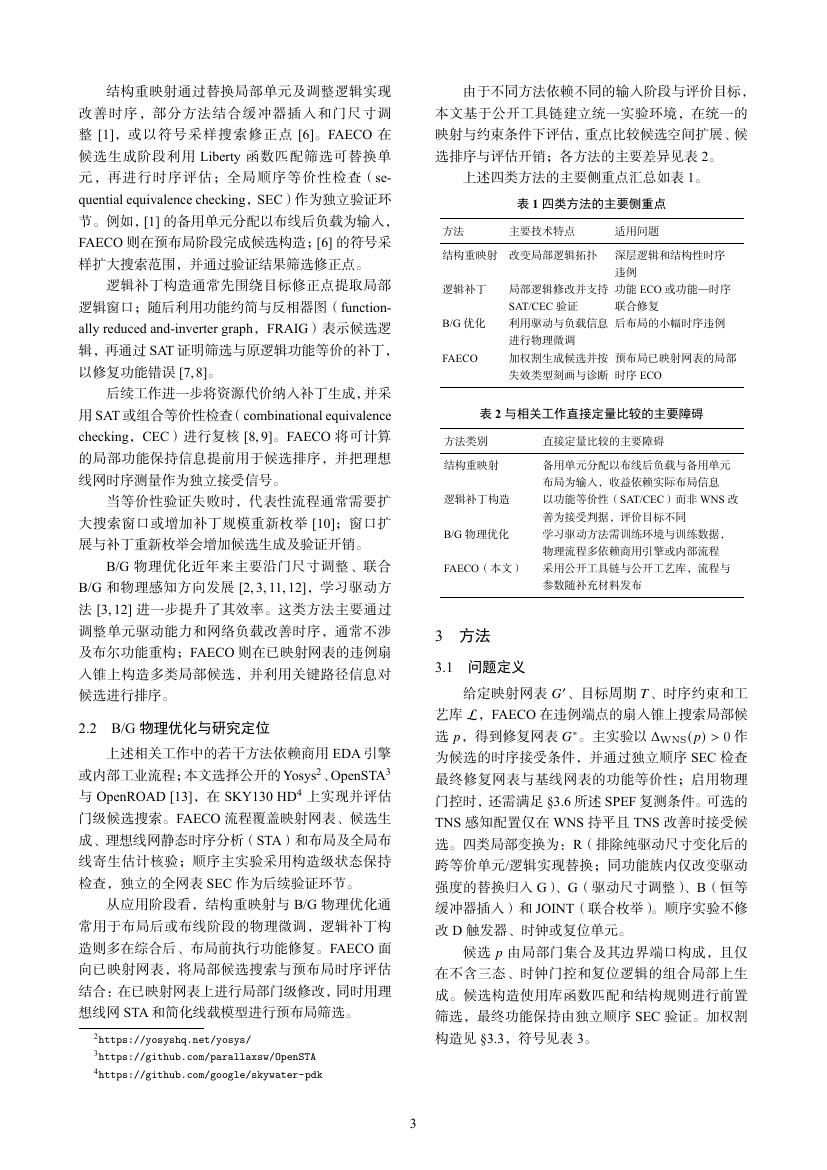 结构重映射通过替换局部单元及调整逻辑实现
改善时序，部分方法结合缓冲器插入和门尺寸调
整 [1]，或以符号采样搜索修正点 [6]。FAECO 在
候选生成阶段利用 Liberty 函数匹配筛选可替换单
元，再进行时序评估；全局顺序等价性检查（se-
quential equivalence checking，SEC）作为独立验证环
节。例如，[1] 的备用单元分配以布线后负载为输入，
FAECO 则在预布局阶段完成候选构造；[6] 的符号采
样扩大搜索范围，并通过验证结果筛选修正点。
逻辑补丁构造通常先围绕目标修正点提取局部
逻辑窗口；随后利用功能约简与反相器图（function-
ally reduced and-inverter graph，FRAIG）表示候选逻
辑，再通过 SAT 证明筛选与原逻辑功能等价的补丁，
以修复功能错误 [7, 8]。
后续工作进一步将资源代价纳入补丁生成，并采
用 SAT 或组合等价性检查（combinational equivalence
checking，CEC）进行复核 [8, 9]。FAECO 将可计算
的局部功能保持信息提前用于候选排序，并把理想
线网时序测量作为独立接受信号。
当等价性验证失败时，代表性流程通常需要扩
大搜索窗口或增加补丁规模重新枚举 [10]；窗口扩
展与补丁重新枚举会增加候选生成及验证开销。
B/G 物理优化近年来主要沿门尺寸调整、联合
B/G 和物理感知方向发展 [2, 3, 11, 12]，学习驱动方
法 [3, 12] 进一步提升了其效率。这类方法主要通过
调整单元驱动能力和网络负载改善时序，通常不涉
及布尔功能重构；FAECO 则在已映射网表的违例扇
入锥上构造多类局部候选，并利用关键路径信息对
候选进行排序。
2.2 B/G 物理优化与研究定位
上述相关工作中的若干方法依赖商用 EDA 引擎
或内部工业流程；本文选择公开的 Yosys2、OpenSTA3
与 OpenROAD [13]，在 SKY130 HD4 上实现并评估
门级候选搜索。FAECO 流程覆盖映射网表、候选生
成、理想线网静态时序分析（STA）和布局及全局布
线寄生估计核验；顺序主实验采用构造级状态保持
检查，独立的全网表 SEC 作为后续验证环节。
从应用阶段看，结构重映射与 B/G 物理优化通
常用于布局后或布线阶段的物理微调，逻辑补丁构
造则多在综合后、布局前执行功能修复。FAECO 面
向已映射网表，将局部候选搜索与预布局时序评估
结合：在已映射网表上进行局部门级修改，同时用理
想线网 STA 和简化线载模型进行预布局筛选。
2https://yosyshq.net/yosys/
3https://github.com/parallaxsw/OpenSTA
4https://github.com/google/skywater-pdk
由于不同方法依赖不同的输入阶段与评价目标，
本文基于公开工具链建立统一实验环境，在统一的
映射与约束条件下评估，重点比较候选空间扩展、候
选排序与评估开销；各方法的主要差异见表 2。
上述四类方法的主要侧重点汇总如表 1。
表 1 四类方法的主要侧重点
方法 主要技术特点 适用问题
结构重映射 改变局部逻辑拓扑 深层逻辑和结构性时序
违例
逻辑补丁 局部逻辑修改并支持 功能 ECO 或功能—时序
SAT/CEC 验证 联合修复
B/G 优化 利用驱动与负载信息 后布局的小幅时序违例
进行物理微调
FAECO 加权割生成候选并按 预布局已映射网表的局部
失效类型刻画与诊断 时序 ECO
表 2 与相关工作直接定量比较的主要障碍
方法类别 直接定量比较的主要障碍
结构重映射 备用单元分配以布线后负载与备用单元
布局为输入，收益依赖实际布局信息
逻辑补丁构造 以功能等价性（SAT/CEC）而非 WNS 改
善为接受判据，评价目标不同
B/G 物理优化 学习驱动方法需训练环境与训练数据，
物理流程多依赖商用引擎或内部流程
FAECO（本文） 采用公开工具链与公开工艺库，流程与
参数随补充材料发布
3 方法
3.1 问题定义
给定映射网表 G′、目标周期 T、时序约束和工
艺库 ℒ，FAECO 在违例端点的扇入锥上搜索局部候
选 p，得到修复网表 G*。主实验以 ΔWNS(p) > 0 作
为候选的时序接受条件，并通过独立顺序 SEC 检查
最终修复网表与基线网表的功能等价性；启用物理
门控时，还需满足 §3.6 所述 SPEF 复测条件。可选的
TNS 感知配置仅在 WNS 持平且 TNS 改善时接受候
选。四类局部变换为：R（排除纯驱动尺寸变化后的
跨等价单元/逻辑实现替换；同功能族内仅改变驱动
强度的替换归入 G）、G（驱动尺寸调整）、B（恒等
缓冲器插入）和 JOINT（联合枚举）。顺序实验不修
改 D 触发器、时钟或复位单元。
候选 p 由局部门集合及其边界端口构成，且仅
在不含三态、时钟门控和复位逻辑的组合局部上生
成。候选构造使用库函数匹配和结构规则进行前置
筛选，最终功能保持由独立顺序 SEC 验证。加权割
构造见 §3.3，符号见表 3。
3